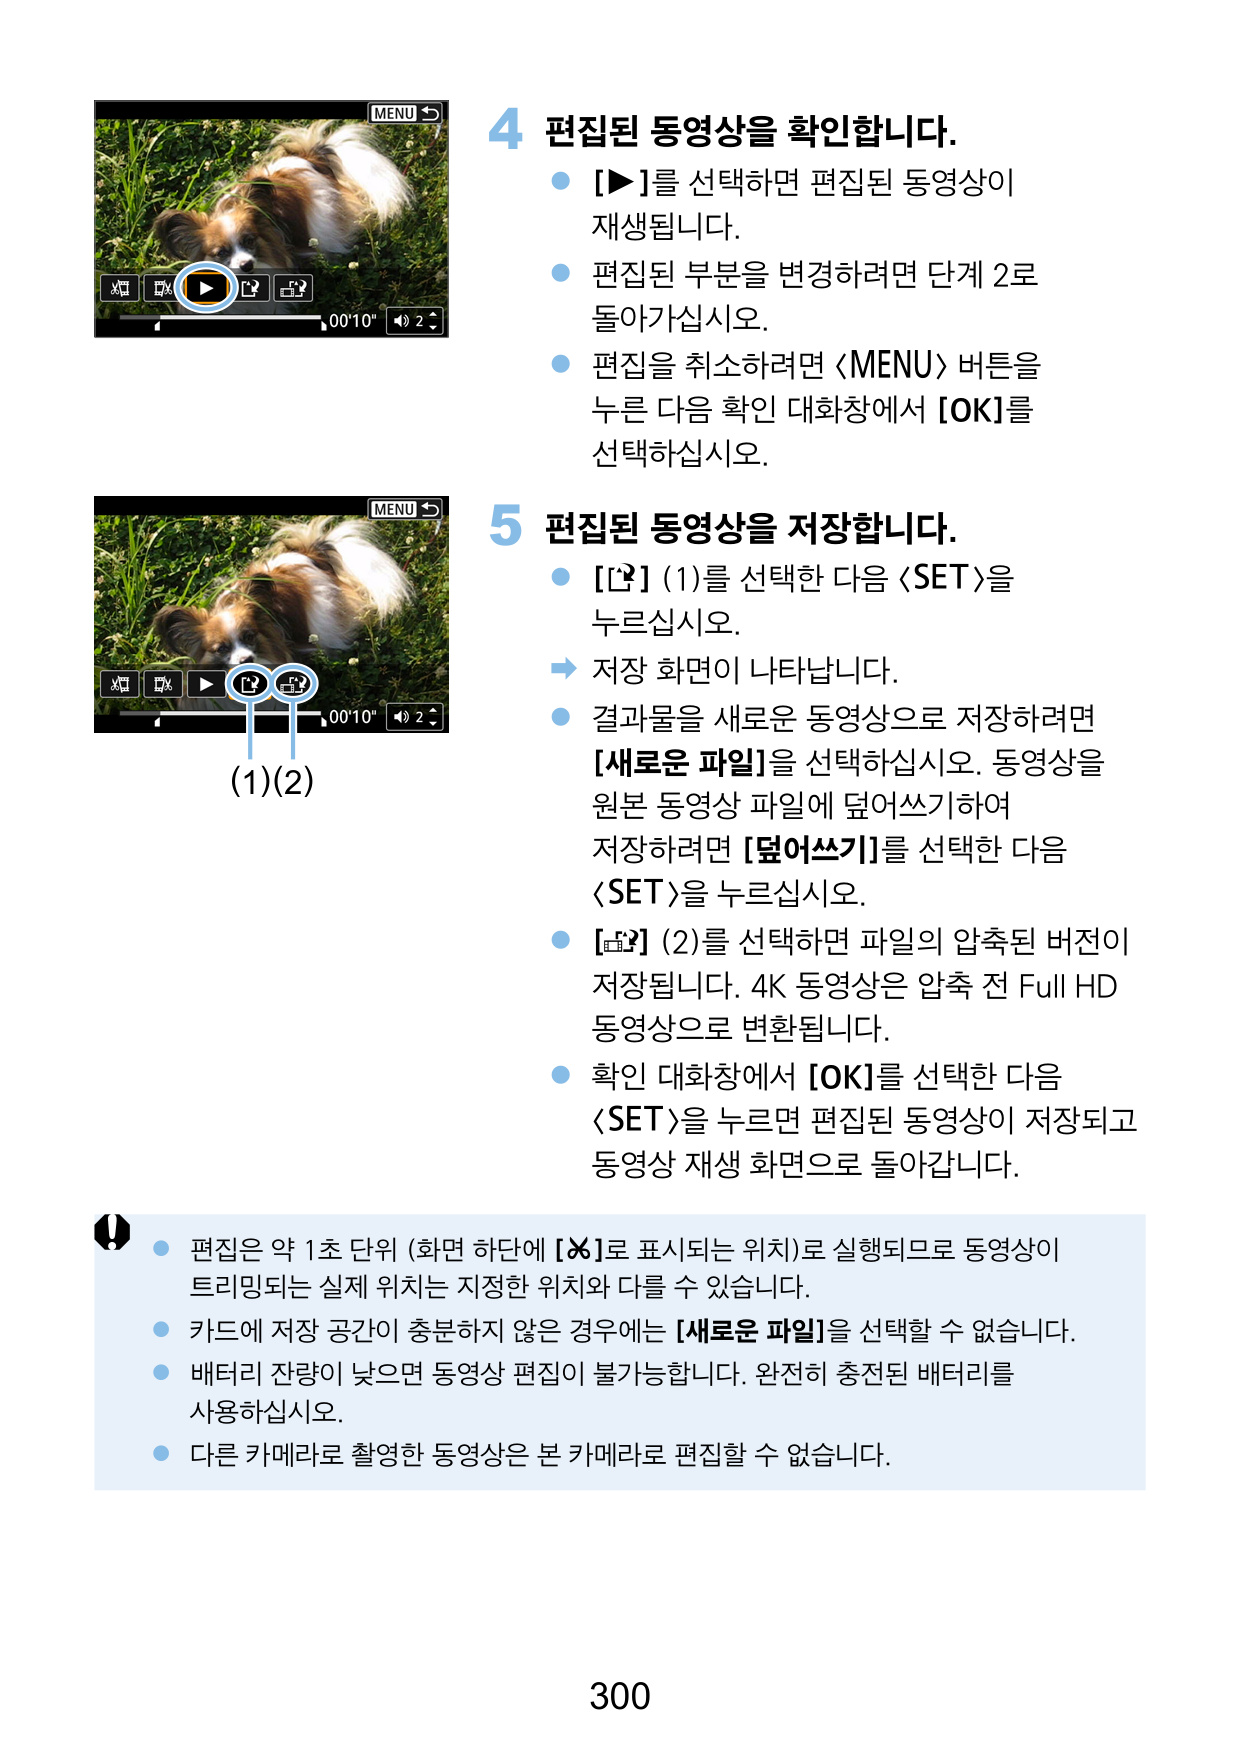 MENU
00'10"
2
4 편집된 동영상을 확인합니다.
[▶]를 선택하면 편집된 동영상이
재생됩니다.
편집된 부분을 변경하려면 단계 2로
돌아가십시오.
편집을 취소하려면 〈MENU〉 버튼을
누른 다음 확인 대화창에서 [OK]를
선택하십시오.
MENU
00'10"
2
(1)(2)
5 편집된 동영상을 저장합니다.
[] (1)를 선택한 다음 〈SET〉을
누르십시오.
저장 화면이 나타납니다.
결과물을 새로운 동영상으로 저장하려면
[새로운 파일]을 선택하십시오. 동영상을
원본 동영상 파일에 덮어쓰기하여
저장하려면 [덮어쓰기]를 선택한 다음
〈SET〉을 누르십시오.
[] (2)를 선택하면 파일의 압축된 버전이
저장됩니다. 4K 동영상은 압축 전 Full HD
동영상으로 변환됩니다.
확인 대화창에서 [OK]를 선택한 다음
〈SET〉을 누르면 편집된 동영상이 저장되고
동영상 재생 화면으로 돌아갑니다.
편집은 약 1초 단위 (화면 하단에 []로 표시되는 위치)로 실행되므로 동영상이
트리밍되는 실제 위치는 지정한 위치와 다를 수 있습니다.
카드에 저장 공간이 충분하지 않은 경우에는 [새로운 파일]을 선택할 수 없습니다.
배터리 잔량이 낮으면 동영상 편집이 불가능합니다. 완전히 충전된 배터리를
사용하십시오.
다른 카메라로 촬영한 동영상은 본 카메라로 편집할 수 없습니다.
300